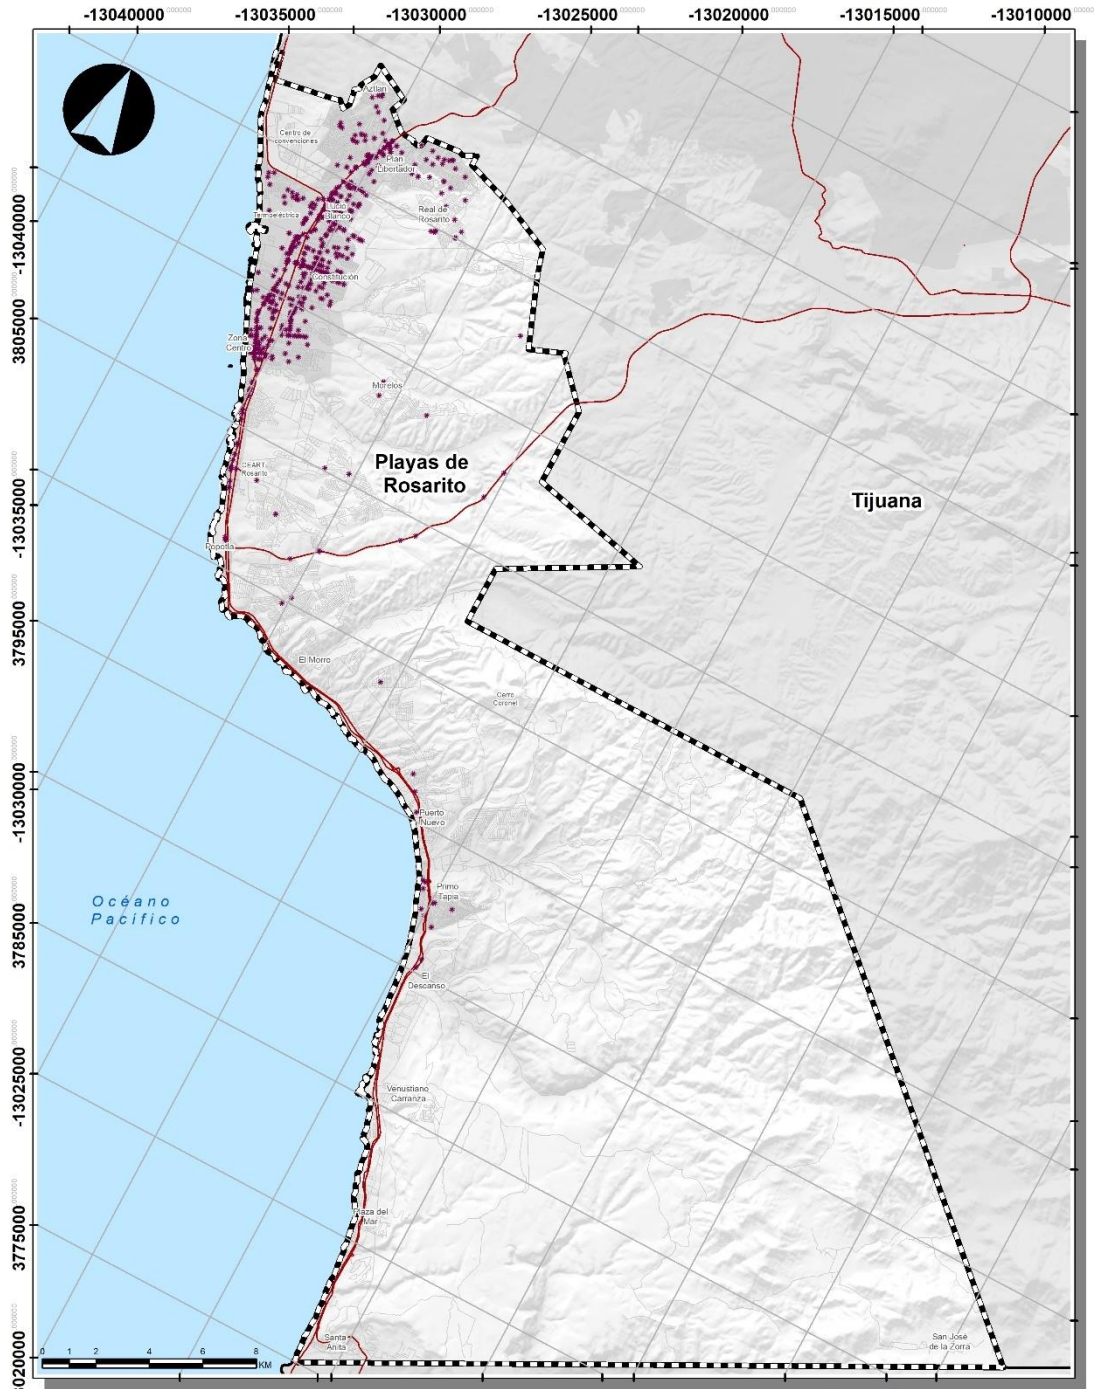 -13040000
-13035000
-13030000
-13025000
-13020000
-13015000
-13010000
Aztlan
Centro de
convenciones
Plan
Libertador
Lucio
Blanco
Real de
Rosarito
Termoeléctrica
-13040000
Constitución
3805000
Zona
Centro
Morelos
Playas de
Rosarito
CEART
Rosarito
Tijuana
-13035000
Popotla
3795000
El Morro
Cerro
Coronel
-13030000
Puerto
Nuevo
Primo
Tapia
Océano
Pacífico
3785000
El
Descanso
-13025000
Venustiano
Carranza
Plaza del
Mar
3775000
Santa
Anita
San José
de la Zorra
0 1 2 4 6 8
KM